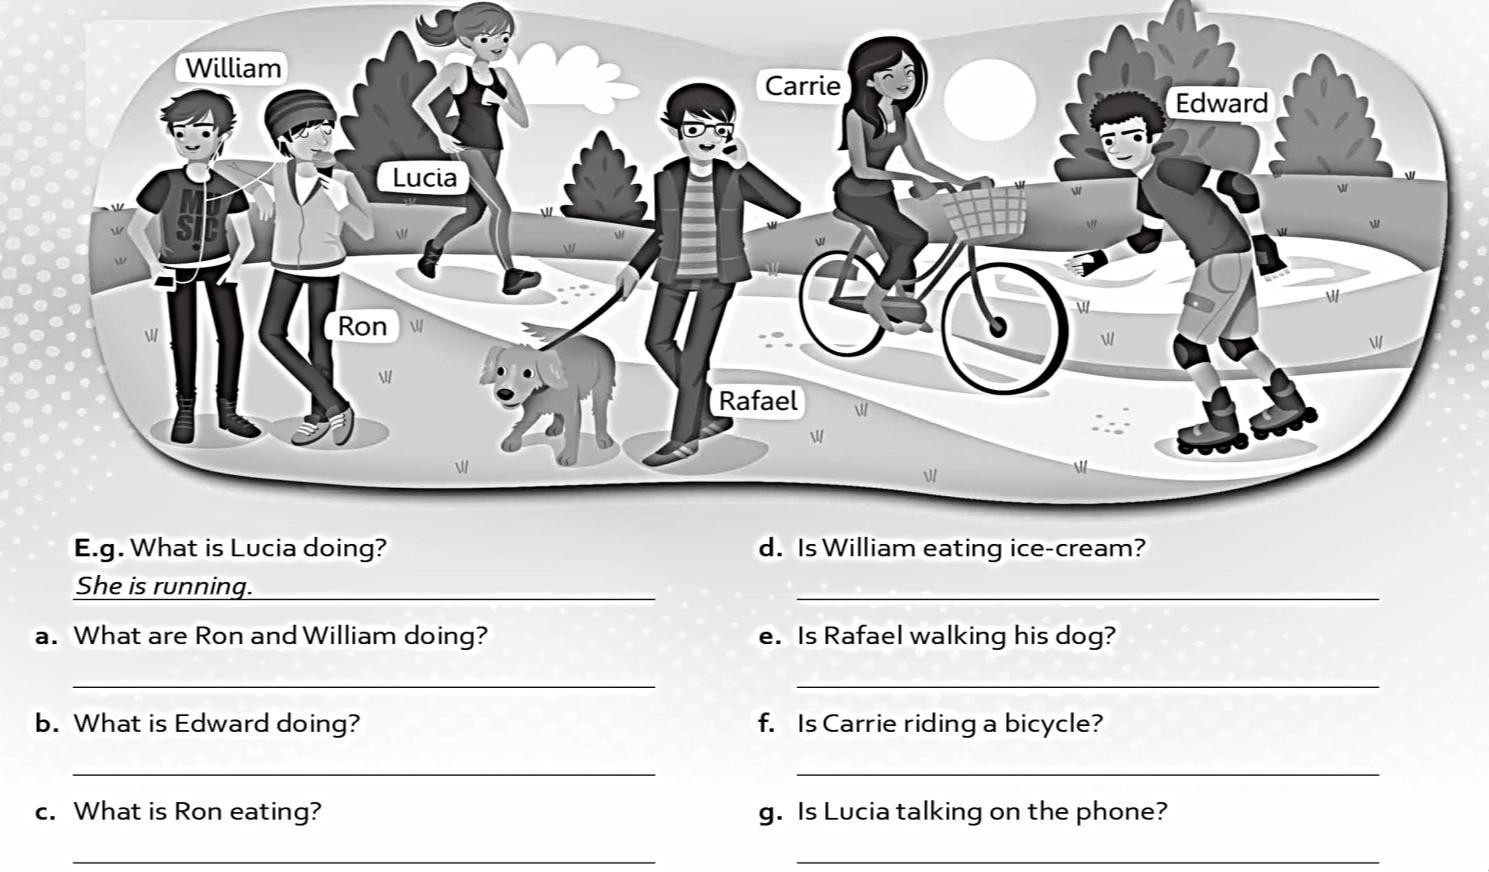 William
Carrie
Edward
Lucia
MU
SIC
Ron
Rafael
E.g. What is Lucia doing?
She is running.
a. What are Ron and William doing?
b. What is Edward doing?
c. What is Ron eating?
d. Is William eating ice-cream?
e. Is Rafael walking his dog?
f. Is Carrie riding a bicycle?
g. Is Lucia talking on the phone?